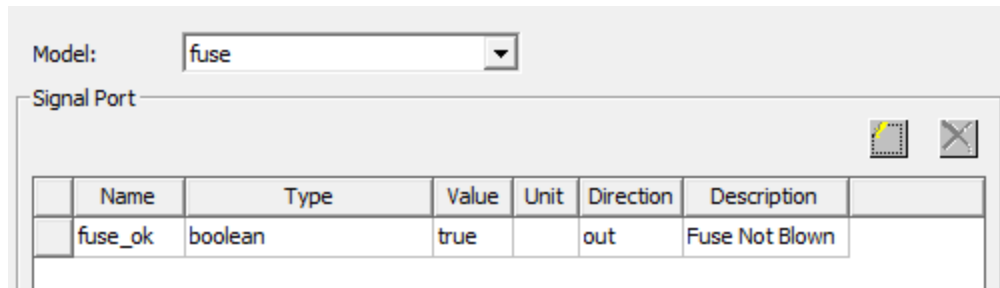 Model: fuse
Signal Port
Name Type Value Unit Direction Description
fuse_ok boolean true out Fuse Not Blown